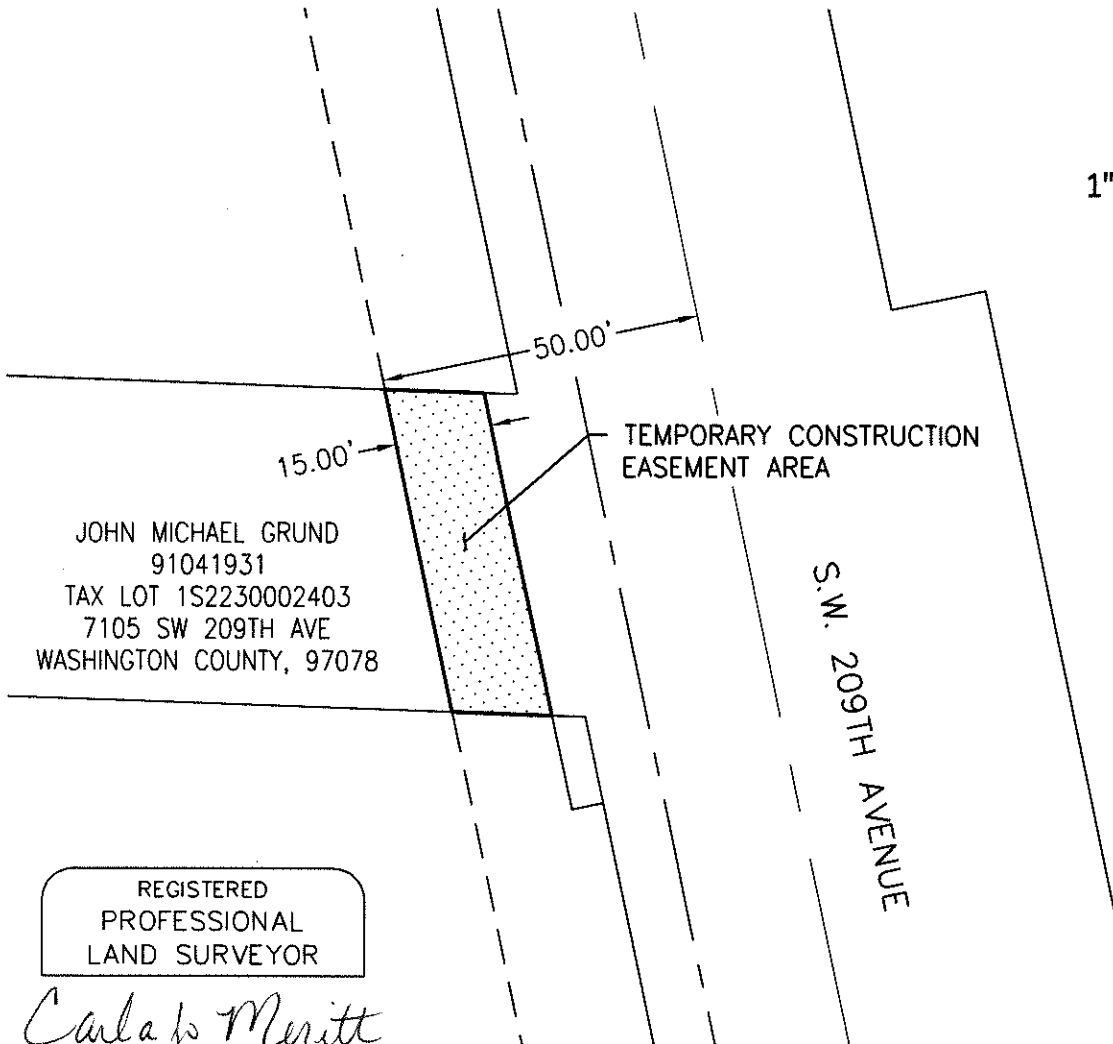 1"
50.00'
TEMPORARY CONSTRUCTION
EASEMENT AREA
15.00'
JOHN MICHAEL GRUND
91041931
TAX LOT 1S2230002403
7105 SW 209TH AVE
WASHINGTON COUNTY, 97078
S.W. 209TH AVENUE
REGISTERED
PROFESSIONAL
LAND SURVEYOR
Carla Meritt